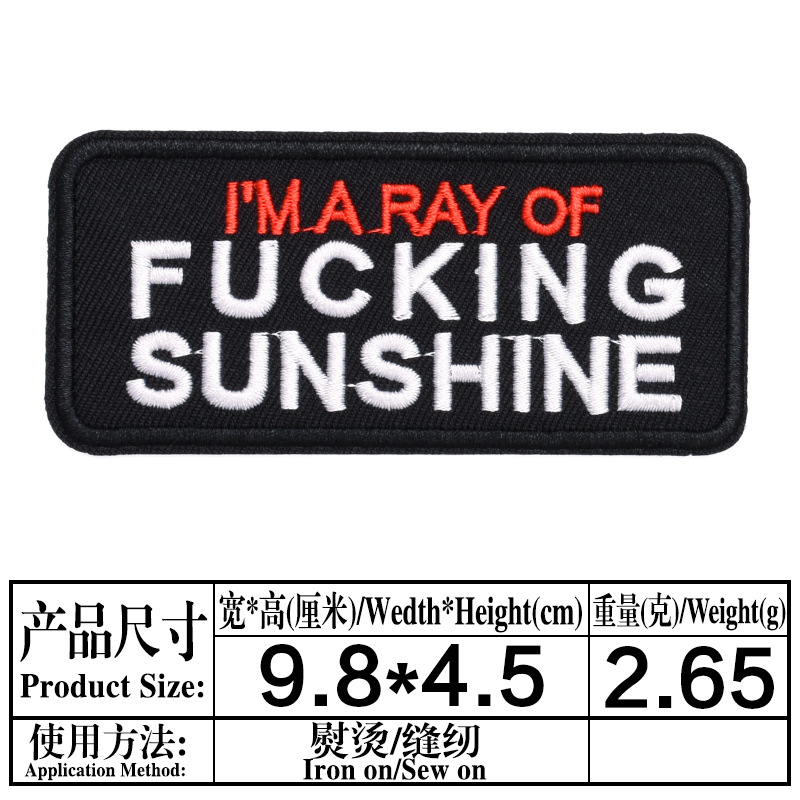 I'M A RAY OF
FUCKING
SUNSHINE
产品尺寸
Product Size:
宽*高(厘米)/Wedth*Height(cm)
重量(克)/Weight(g)
9.8*4.5
2.65
使用方法:
Application Method:
熨烫/缝纫
Iron on/Sew on